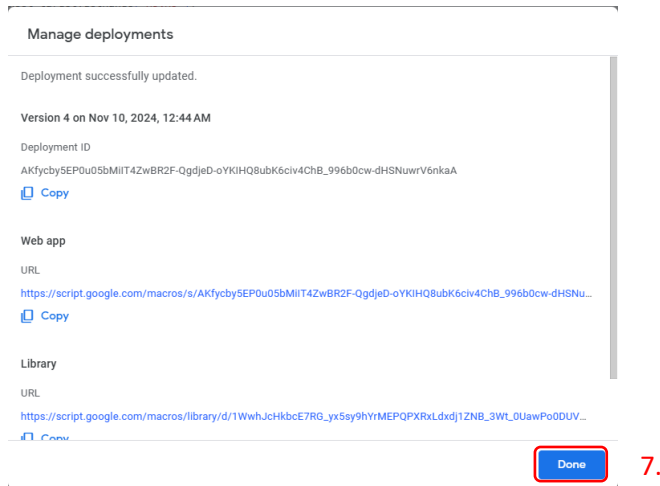 Manage deployments
Deployment successfully updated.
Version 4 on Nov 10, 2024, 12:44 AM
Deployment ID
AKfycby5EP0u05bMiIT4ZwBR2F-QgdjeD-oYKIHQ8ubK6civ4ChB_996b0cw-dHSNuwrV6nkaA
Copy
Web app
URL
https://script.google.com/macros/s/AKfycby5EP0u05bMiIT4ZwBR2F-QgdjeD-oYKIHQ8ubK6civ4ChB_996b0cw-dHSNu...
Copy
Library
URL
https://script.google.com/macros/library/d/1WwhJcHkbcE7RG_yx5sy9hYrMEPQPXRxLdxdj1ZNB_3Wt_0UawPo0DUV...
Copy
Done
7.